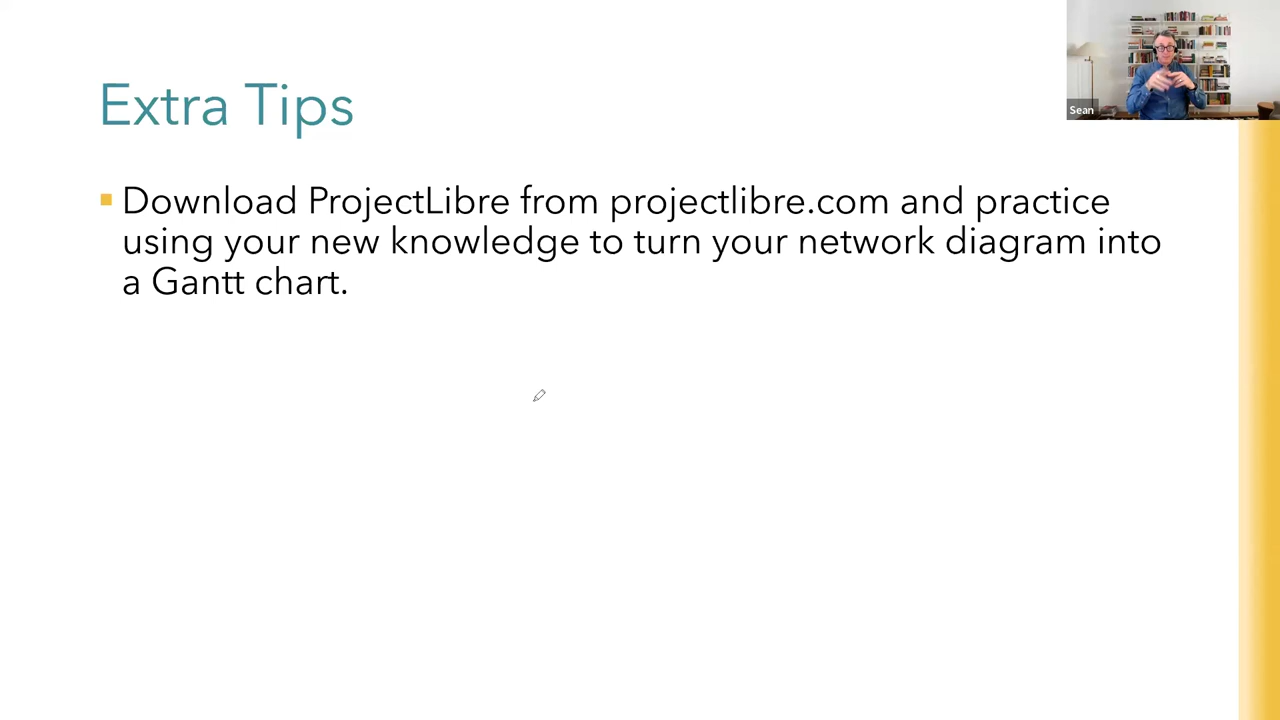 Sean
Extra Tips
Download ProjectLibre from projectlibre.com and practice
using your new knowledge to turn your network diagram into
a Gantt chart.